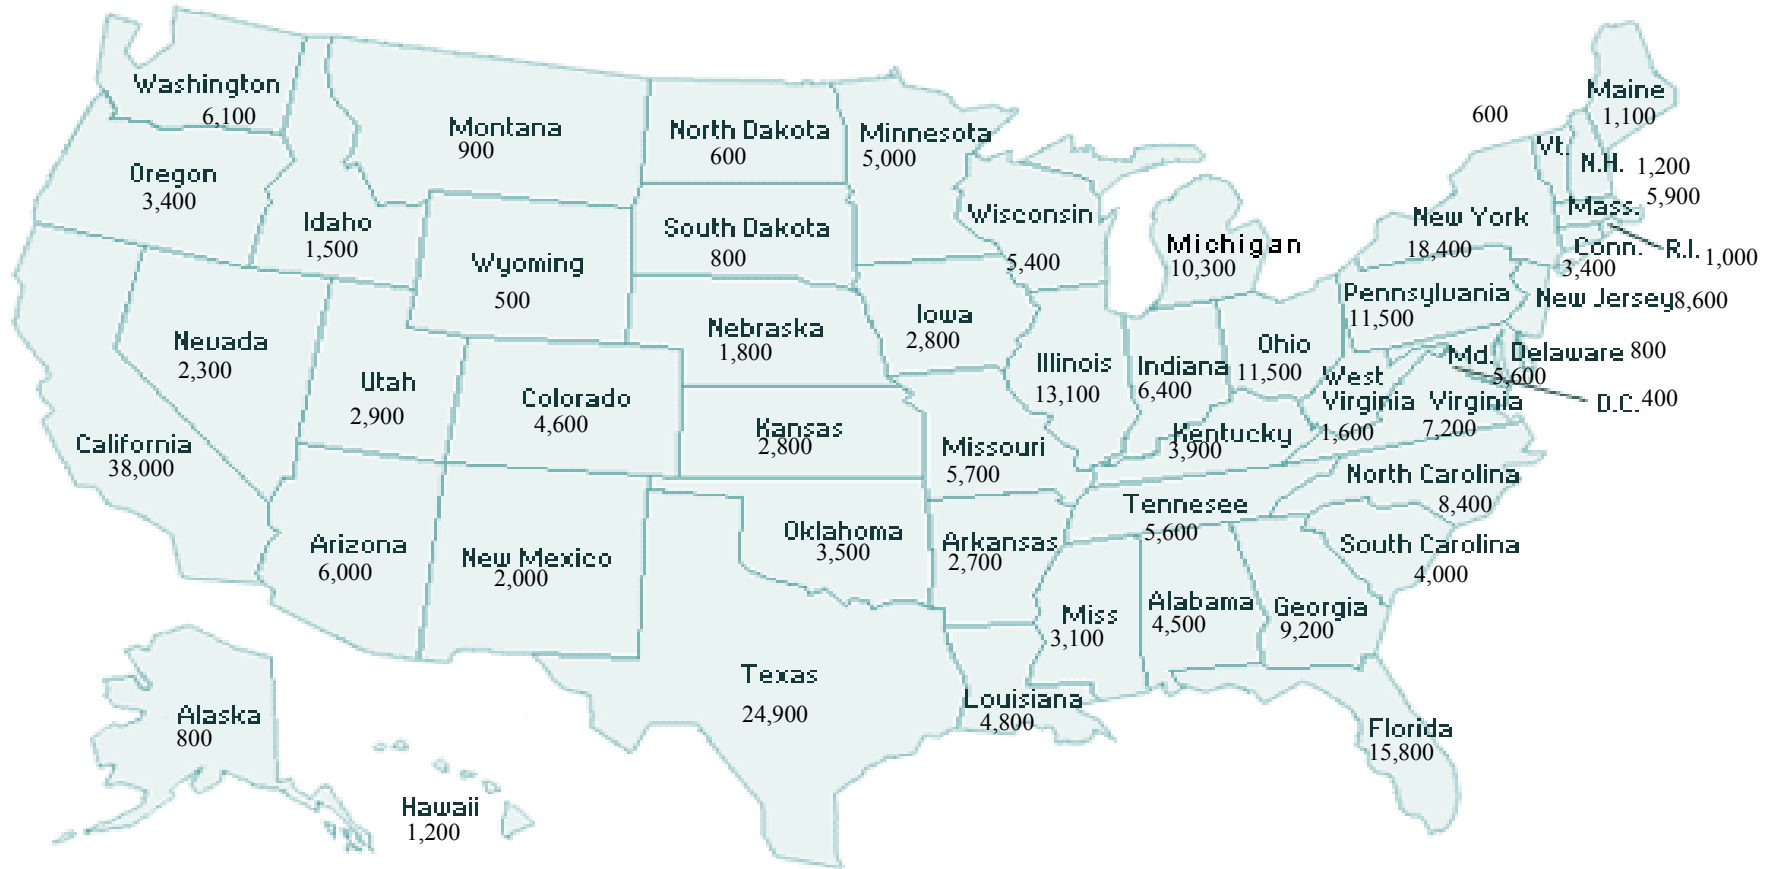 Washington
6,100
Oregon
3,400
Idaho
1,500
Montana
900
North Dakota
600
Minnesota
5,000
South Dakota
800
Wyoming
500
Wisconsin
5,400
Michigan
10,300
Maine
1,100
600
Vt.
N.H. 1,200
5,900
Mass.
New York
18,400
Conn.
3,400
R.I. 1,000
Pennsylvania
11,500
New Jersey 8,600
Nevada
2,300
Utah
2,900
Colorado
4,600
Nebraska
1,800
Iowa
2,800
Illinois
13,100
Indiana
6,400
Ohio
11,500
Md.
5,600
Delaware 800
D.C. 400
West
Virginia
1,600
Virginia
7,200
California
38,000
Kansas
2,800
Missouri
5,700
Kentucky
3,900
North Carolina
8,400
Tennesee
5,600
Arizona
6,000
New Mexico
2,000
Oklahoma
3,500
Arkansas
2,700
South Carolina
4,000
Miss
3,100
Alabama
4,500
Georgia
9,200
Texas
24,900
Louisiana
4,800
Florida
15,800
Alaska
800
Hawaii
1,200